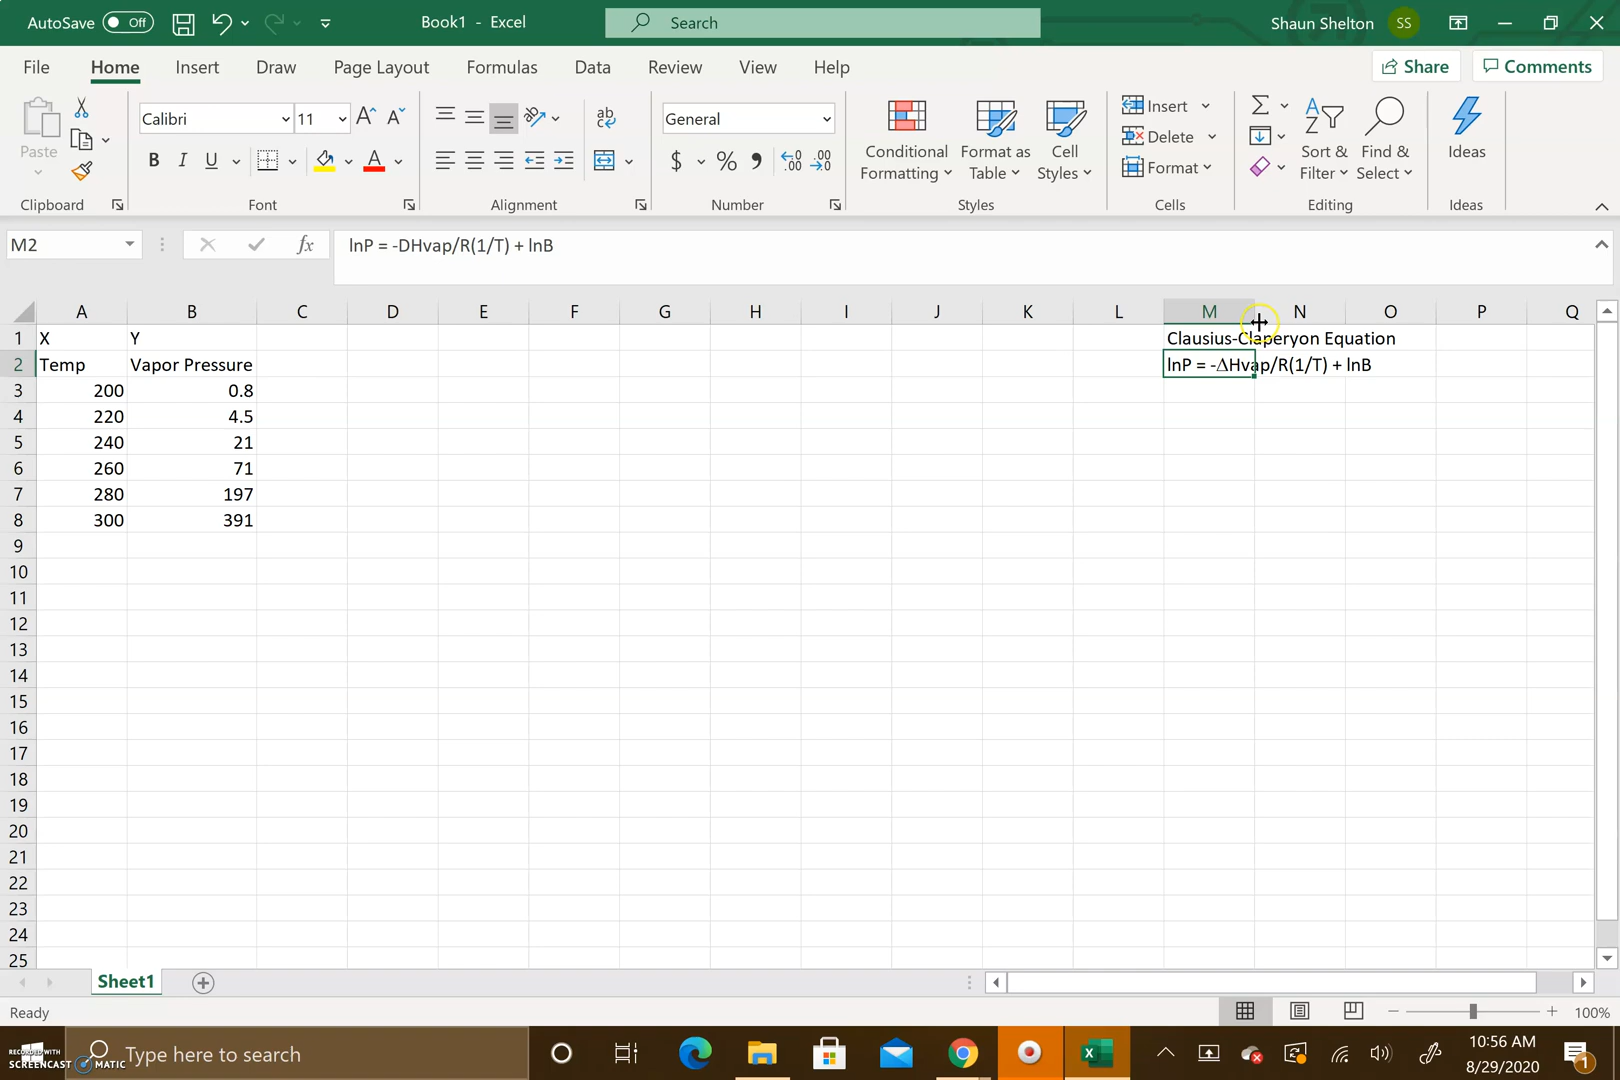 AutoSave Off Book1 - Excel Search Shaun Shelton SS
File Home Insert Draw Page Layout Formulas Data Review View Help Share Comments
Paste
Calibri 11
B I U A
ab
c
General
$ % 9 .00 .00
Conditional Formatting
Format as Table
Cell Styles
Insert
Delete
Format
Sort & Filter
Find & Select
Ideas
Clipboard Font Alignment Number Styles Cells Editing Ideas
M2 fx lnP = -DHvap/R(1/T) + lnB
A B C D E F G H I J K L M N O P Q
1 X Y Clausius-Claperyon Equation
2 Temp Vapor Pressure lnP = -ΔHvap/R(1/T) + lnB
3 200 0.8
4 220 4.5
5 240 21
6 260 71
7 280 197
8 300 391
9
10
11
12
13
14
15
16
17
18
19
20
21
22
23
24
25
Sheet1
Ready 100%
RECORDED WITH
SCREENCAST MATIC
Type here to search
10:56 AM
8/29/2020
1